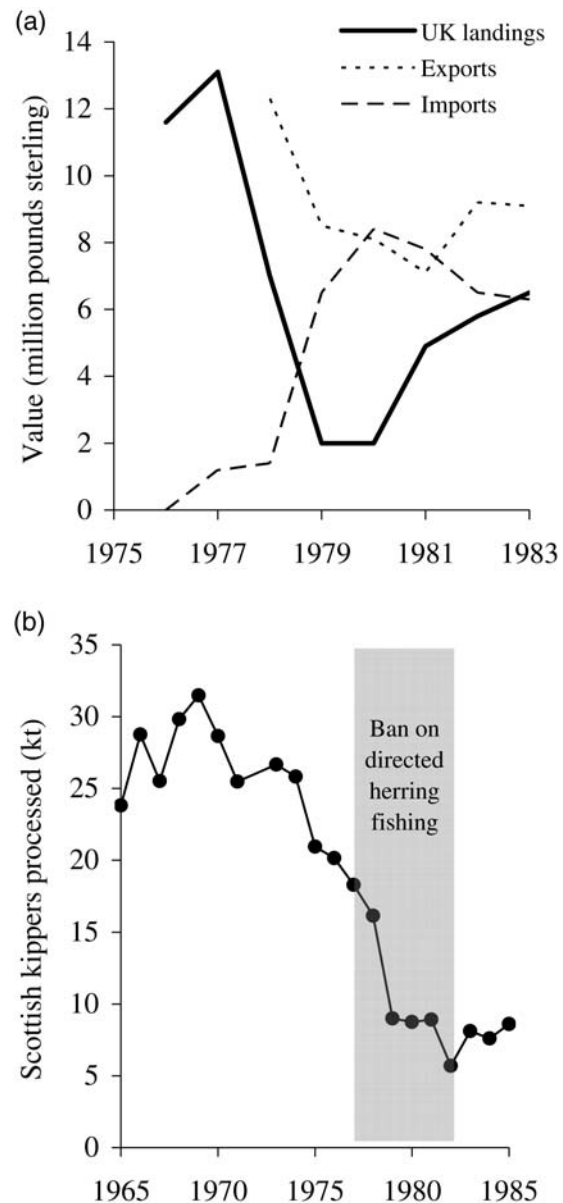 (a)
UK landings
Exports
Imports
Value (million pounds sterling)
14
12
10
8
6
4
2
0
1975 1977 1979 1981 1983
(b)
Scottish kippers processed (kt)
35
30
25
20
15
10
5
0
Ban on
directed
herring
fishing
1965 1970 1975 1980 1985